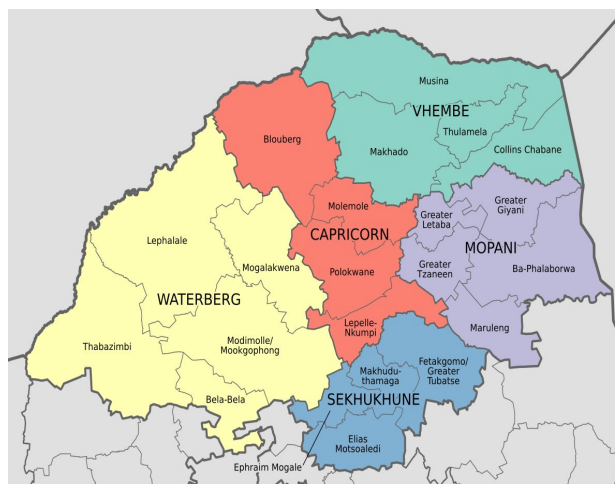 Musina
VHEMBE
Thulamela
Makhado
Collins Chabane
Blouberg
Molemole
CAPRICORN
Polokwane
Lepelle-
Nkumpi
Greater
Giyani
Greater
Letaba
MOPANI
Greater
Tzaneen
Ba-Phalaborwa
Maruleng
Lephalale
Mogalakwena
WATERBERG
Modimolle/
Mookgophong
Thabazimbi
Bela-Bela
Fetakgomo/
Greater
Tubatse
Makhudu-
thamaga
SEKHUKHUNE
Elias
Motsoaledi
Ephraim Mogale